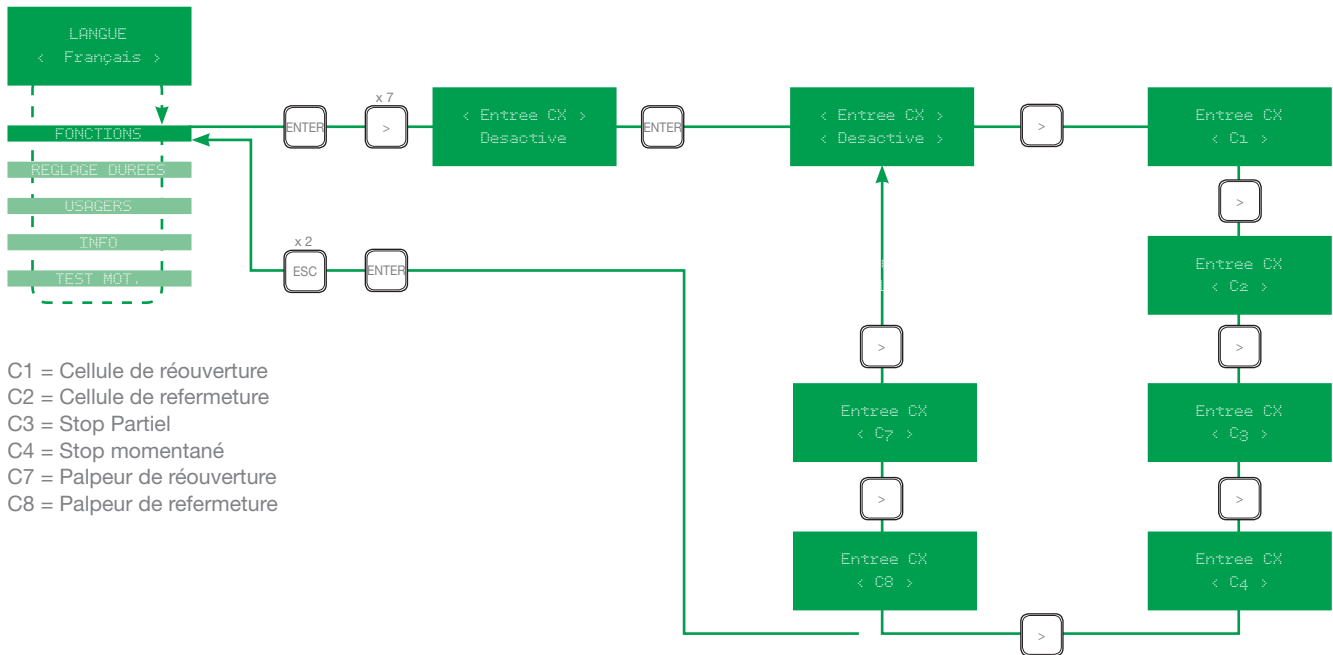 LANGUE
< Français >
FONCTIONS
REGLAGE DUREES
USAGERS
INFO
TEST MOT.
ENTER
x 7
>
< Entree CX >
Desactive
ENTER
< Entree CX >
< Desactive >
>
Entree CX
< C1 >
>
Entree CX
< C2 >
>
Entree CX
< C3 >
>
Entree CX
< C4 >
>
Entree CX
< C8 >
>
Entree CX
< C7 >
>
x 2
ESC
ENTER
C1 = Cellule de réouverture
C2 = Cellule de refermeture
C3 = Stop Partiel
C4 = Stop momentané
C7 = Palpeur de réouverture
C8 = Palpeur de refermeture